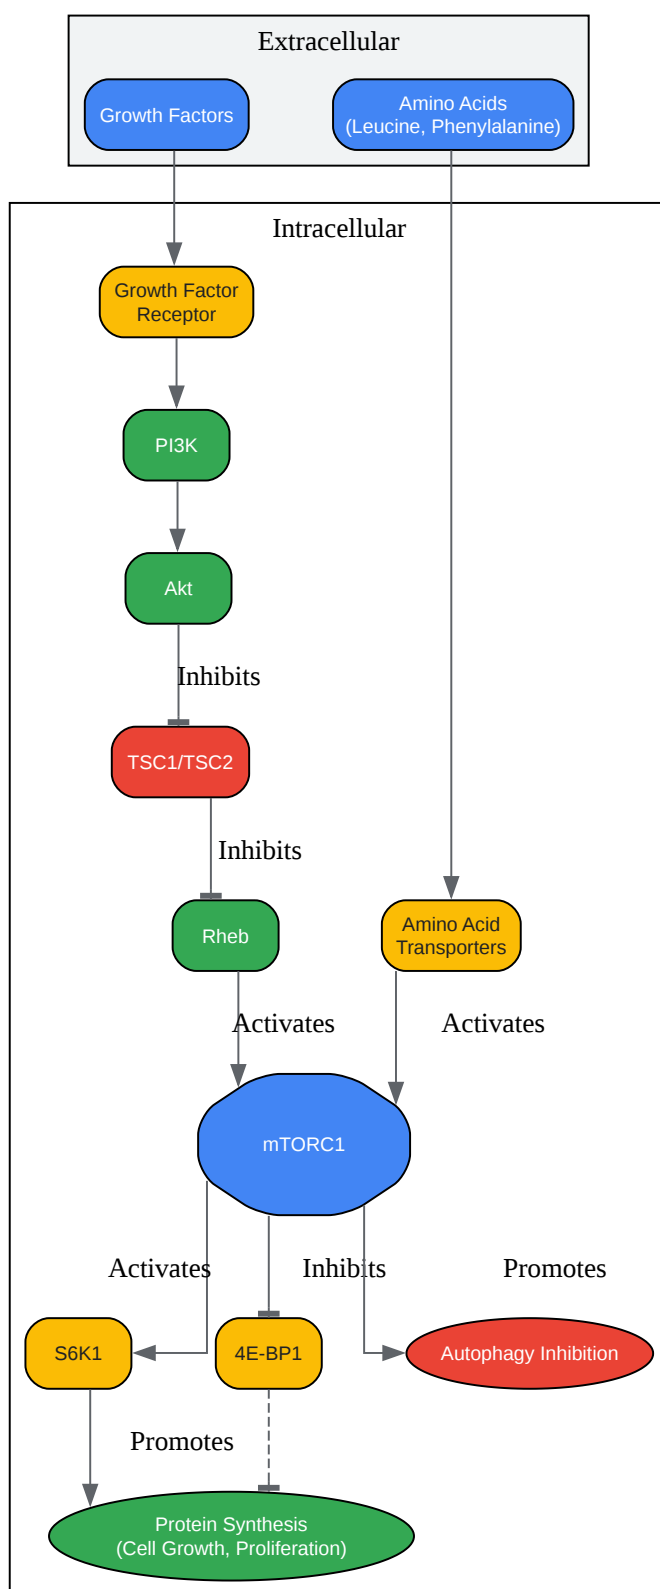 Extracellular
Growth Factors
Amino Acids
(Leucine, Phenylalanine)
Intracellular
Growth Factor
Receptor
PI3K
Akt
Inhibits
TSC1/TSC2
Inhibits
Rheb
Amino Acid
Transporters
Activates
Activates
mTORC1
Activates
Inhibits
Promotes
S6K1
4E-BP1
Autophagy Inhibition
Promotes
Protein Synthesis
(Cell Growth, Proliferation)